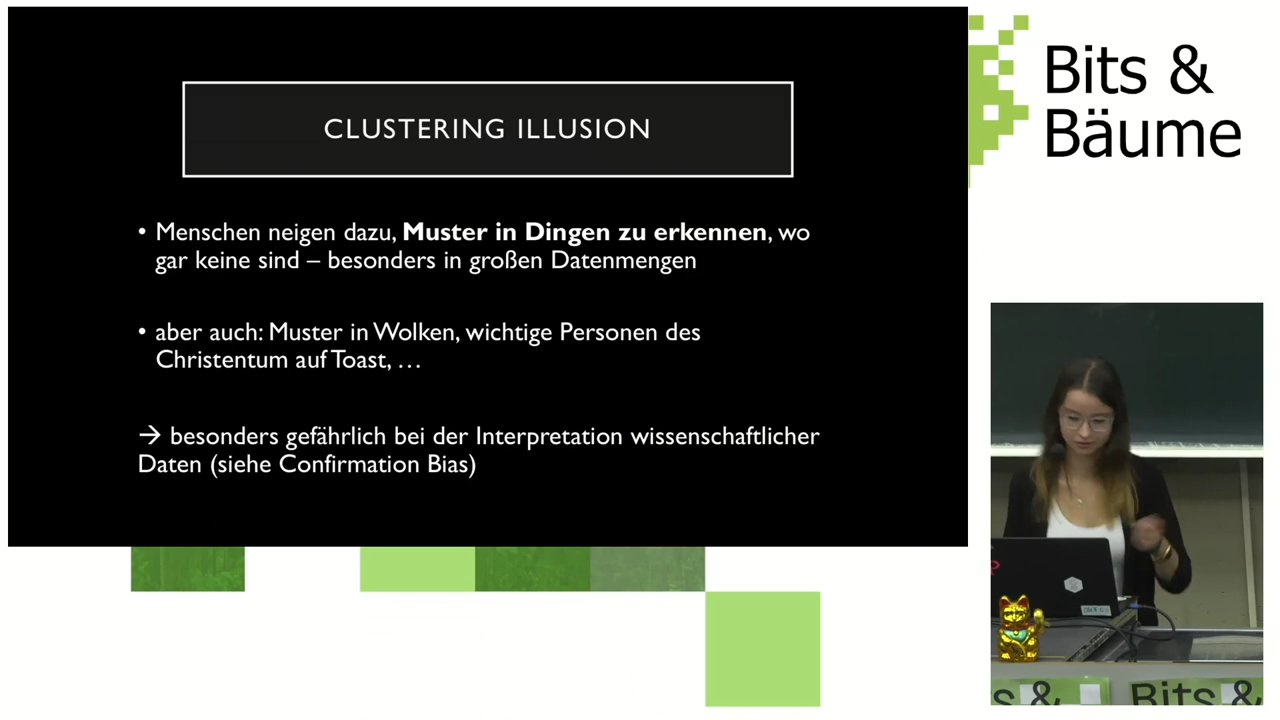 CLUSTERING ILLUSION
• Menschen neigen dazu, Muster in Dingen zu erkennen, wo
gar keine sind – besonders in großen Datenmengen
• aber auch: Muster in Wolken, wichtige Personen des
Christentum auf Toast, …
→ besonders gefährlich bei der Interpretation wissenschaftlicher
Daten (siehe Confirmation Bias)
Bits &
Bäume
s &
Bits &